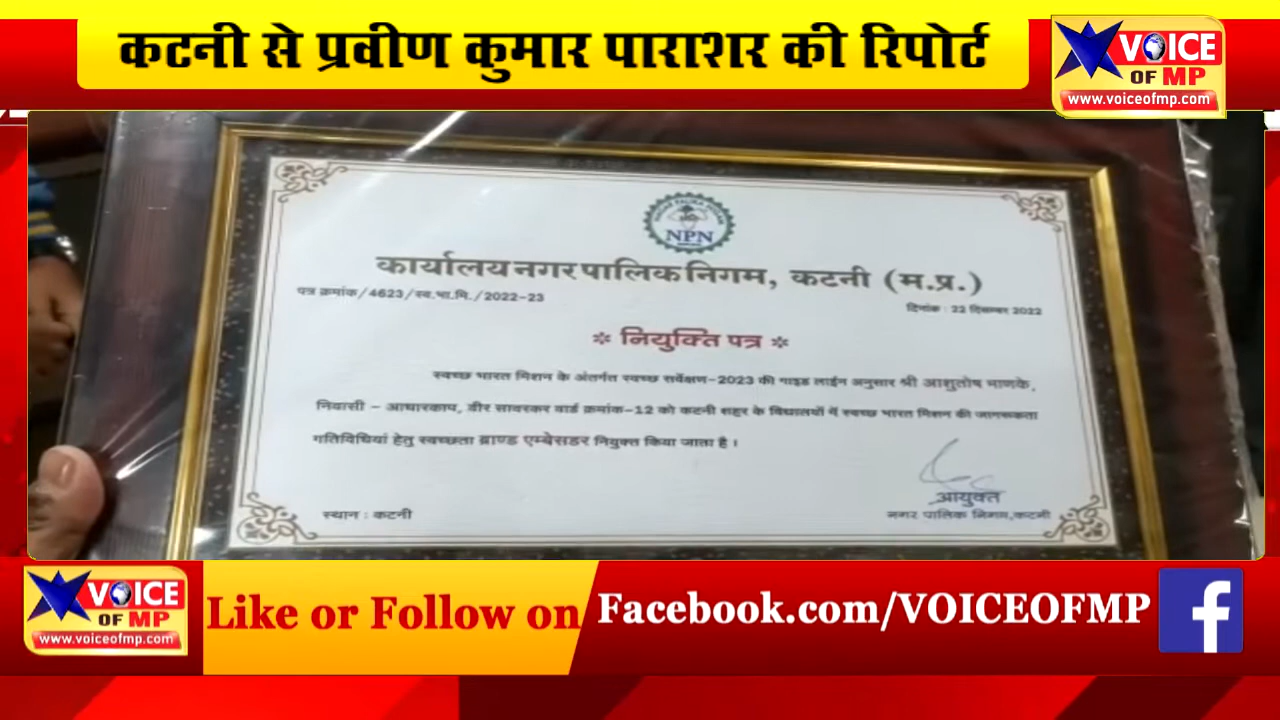 कटनी से प्रवीण कुमार पाराशर की रिपोर्ट
VOICE
OF MP
www.voiceofmp.com
NPN
कार्यालय नगर पालिक निगम, कटनी (म.प्र.)
पत्र क्रमांक/4623/स्व.भा.मि./2022-23
दिनांक : 22 दिसम्बर 2022
नियुक्ति पत्र
स्वच्छ भारत मिशन के अंतर्गत स्वच्छ सर्वेक्षण-2023 की गाइड लाईन अनुसार श्री आशुतोष माणके,
निवासी - आधारकाप, वीर सावरकर वार्ड क्रमांक-12 को कटनी शहर के विद्यालयों में स्वच्छ भारत मिशन की जागरूकता
गतिविधियां हेतु स्वच्छता ब्राण्ड एम्बेसडर नियुक्त किया जाता है ।
आयुक्त
स्थान : कटनी
नगर पालिक निगम,कटनी
VOICE
OF MP
www.voiceofmp.com
Like or Follow on
Facebook.com/VOICEOFMP
f